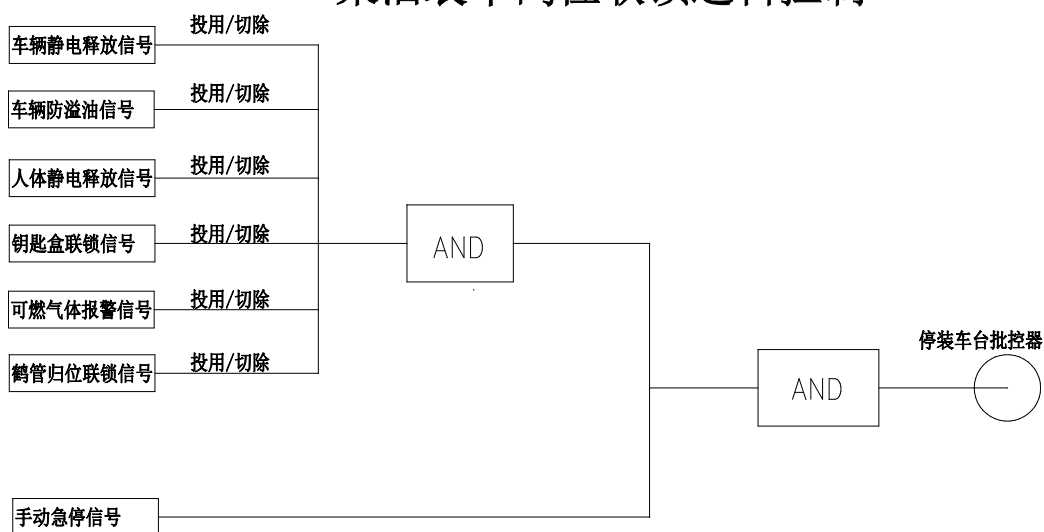 车辆静电释放信号 投用/切除
车辆防溢油信号 投用/切除
人体静电释放信号 投用/切除
钥匙盒联锁信号 投用/切除
AND
可燃气体报警信号 投用/切除
停装车台批控器
鹤管归位联锁信号 投用/切除
AND
手动急停信号